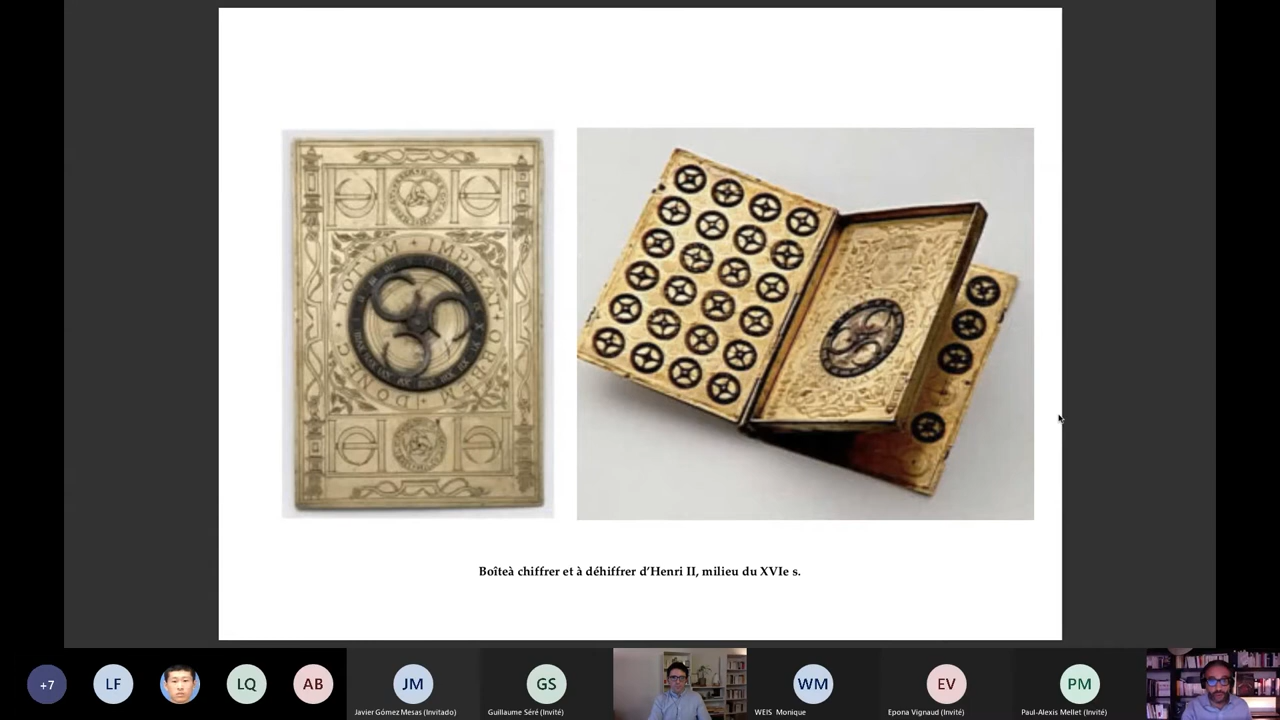 TOTVM + IMPLEAT + ORBEM + DONEC
Boîteà chiffrer et à déhiffrer d’Henri II, milieu du XVIe s.
+7
LF
LQ
AB
JM
GS
WM
EV
PM
Javier Gómez Mesas (Invitado)
Guillaume Séré (Invité)
WEIS Monique
Epona Vignaud (Invité)
Paul-Alexis Mellet (Invité)